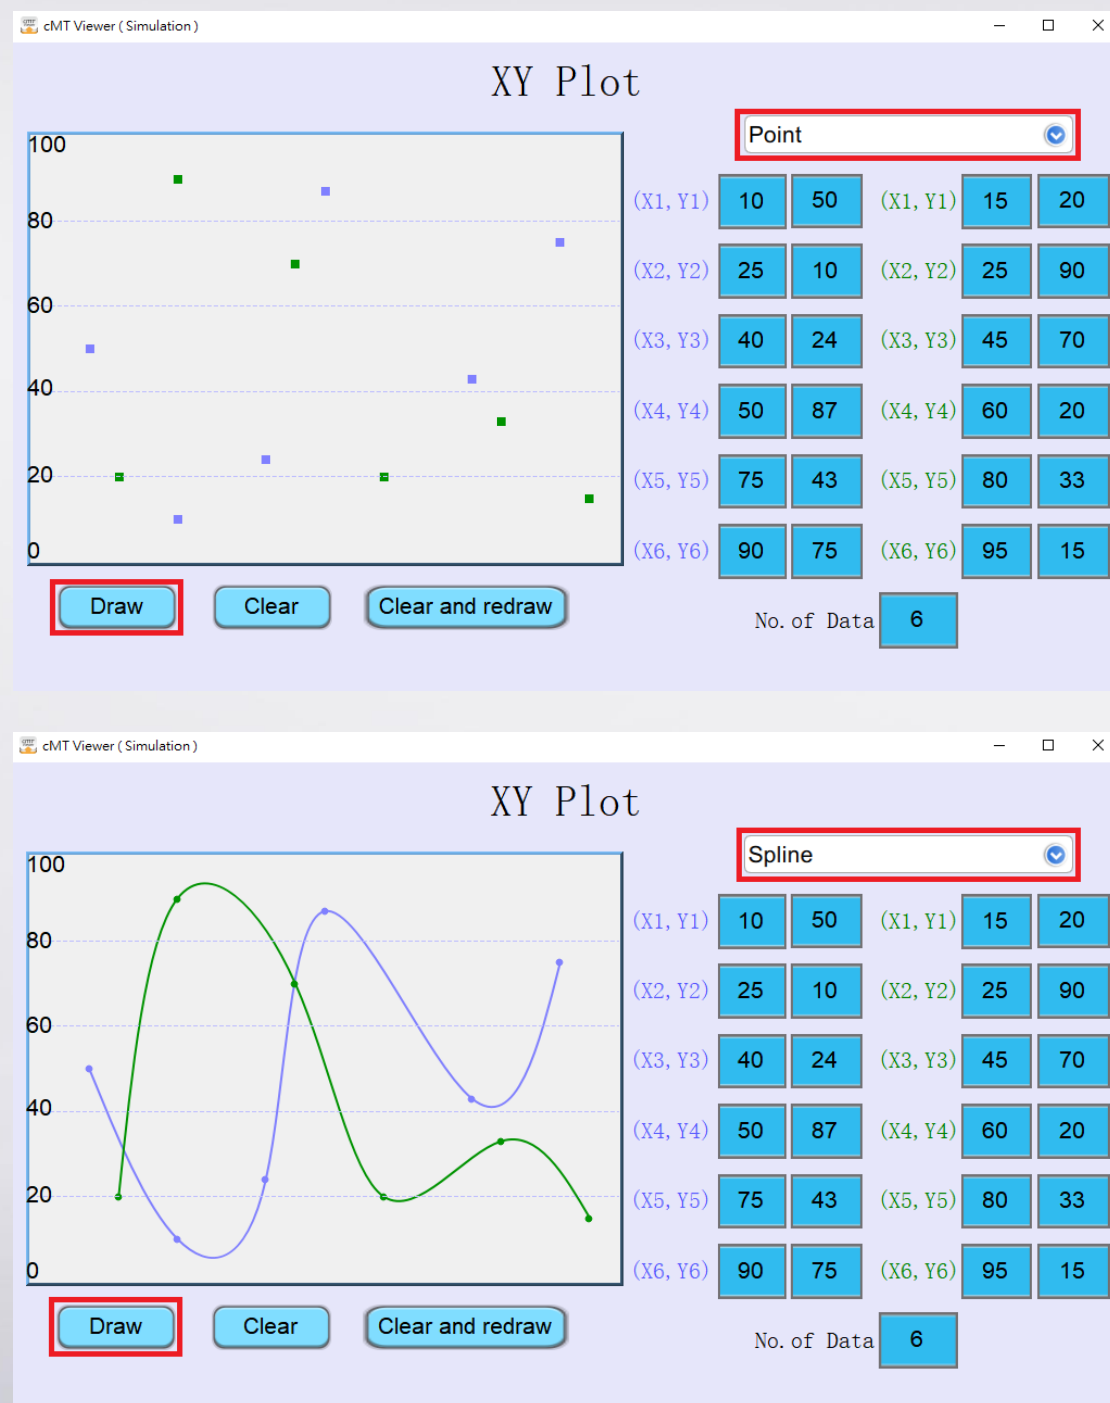 cMT Viewer ( Simulation )
XY Plot
Point
100
80
60
40
20
0
(X1, Y1) 10 50 (X1, Y1) 15 20
(X2, Y2) 25 10 (X2, Y2) 25 90
(X3, Y3) 40 24 (X3, Y3) 45 70
(X4, Y4) 50 87 (X4, Y4) 60 20
(X5, Y5) 75 43 (X5, Y5) 80 33
(X6, Y6) 90 75 (X6, Y6) 95 15
Draw Clear Clear and redraw
No. of Data 6
cMT Viewer ( Simulation )
XY Plot
Spline
100
80
60
40
20
0
(X1, Y1) 10 50 (X1, Y1) 15 20
(X2, Y2) 25 10 (X2, Y2) 25 90
(X3, Y3) 40 24 (X3, Y3) 45 70
(X4, Y4) 50 87 (X4, Y4) 60 20
(X5, Y5) 75 43 (X5, Y5) 80 33
(X6, Y6) 90 75 (X6, Y6) 95 15
Draw Clear Clear and redraw
No. of Data 6